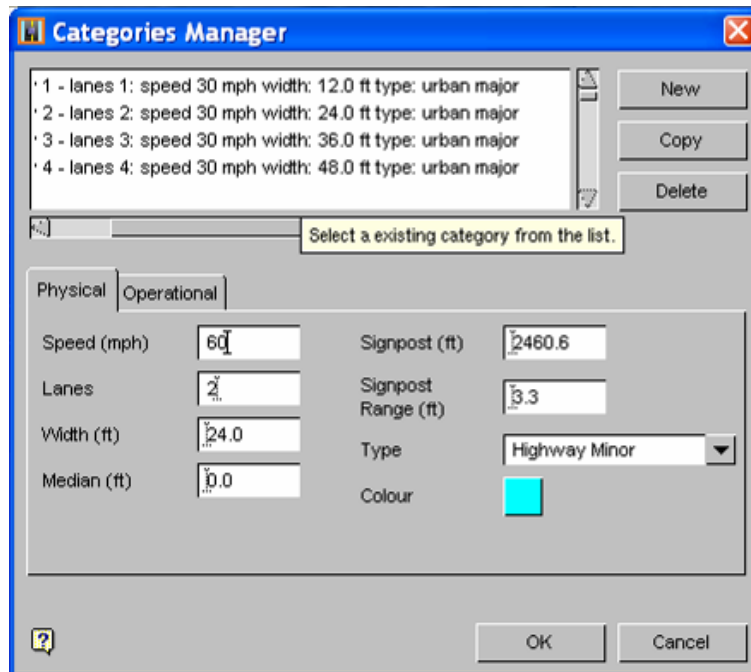 Categories Manager
1 - lanes 1: speed 30 mph width: 12.0 ft type: urban major
2 - lanes 2: speed 30 mph width: 24.0 ft type: urban major
3 - lanes 3: speed 30 mph width: 36.0 ft type: urban major
4 - lanes 4: speed 30 mph width: 48.0 ft type: urban major
New
Copy
Delete
Select a existing category from the list.
Physical
Operational
Speed (mph)
60
Lanes
2
Width (ft)
24.0
Median (ft)
0.0
Signpost (ft)
2460.6
Signpost
Range (ft)
3.3
Type
Highway Minor
Colour
?
OK
Cancel